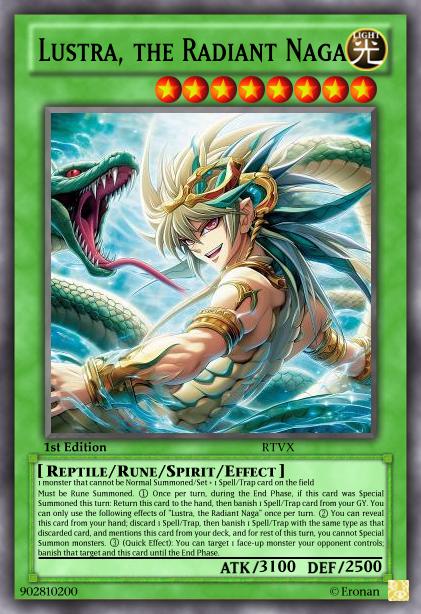 LUSTRA, THE RADIANT NAGA
LIGHT
光
1st Edition RTVX
[ REPTILE/RUNE/SPIRIT/EFFECT ]
1 monster that cannot be Normal Summoned/Set + 1 Spell/Trap card on the field
Must be Rune Summoned. ① Once per turn, during the End Phase, if this card was Special
Summoned this turn: Return this card to the hand, then banish 1 Spell/Trap card from your GY. You
can only use the following effects of "Lustra, the Radiant Naga" once per turn. ② You can reveal
this card from your hand; discard 1 Spell/Trap, then banish 1 Spell/Trap with the same type as that
discarded card, and mentions this card from your deck, and for rest of this turn, you cannot Special
Summon monsters. ③ (Quick Effect): You can target 1 face-up monster your opponent controls;
banish that target and this card until the End Phase.
ATK/3100 DEF/2500
902810200 © Eronan